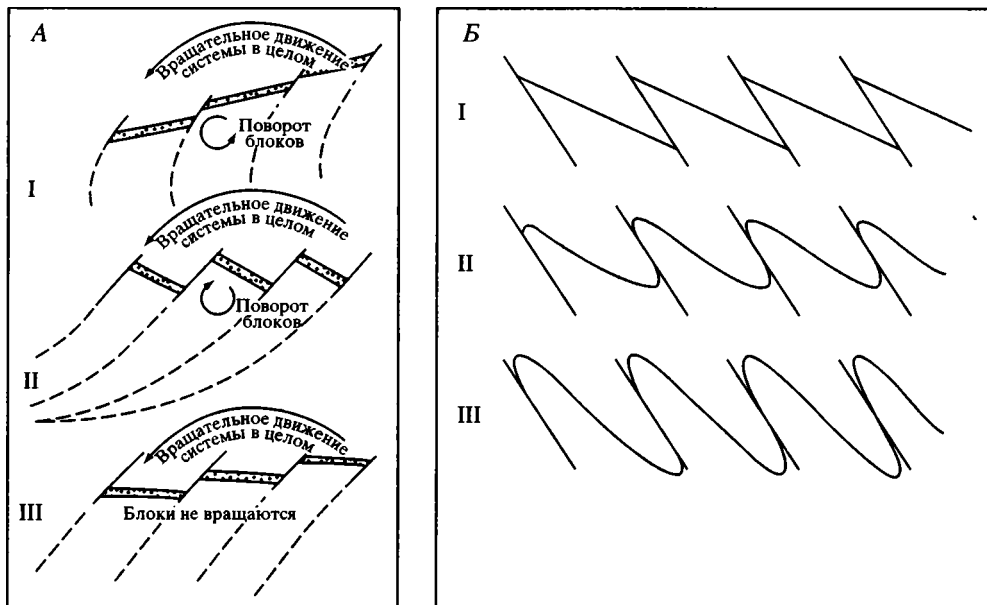 А
Вращательное движение
системы в целом
Поворот
блоков
I
Вращательное движение
системы в целом
Поворот
блоков
II
Вращательное движение
системы в целом
Блоки не вращаются
III
Б
I
II
III